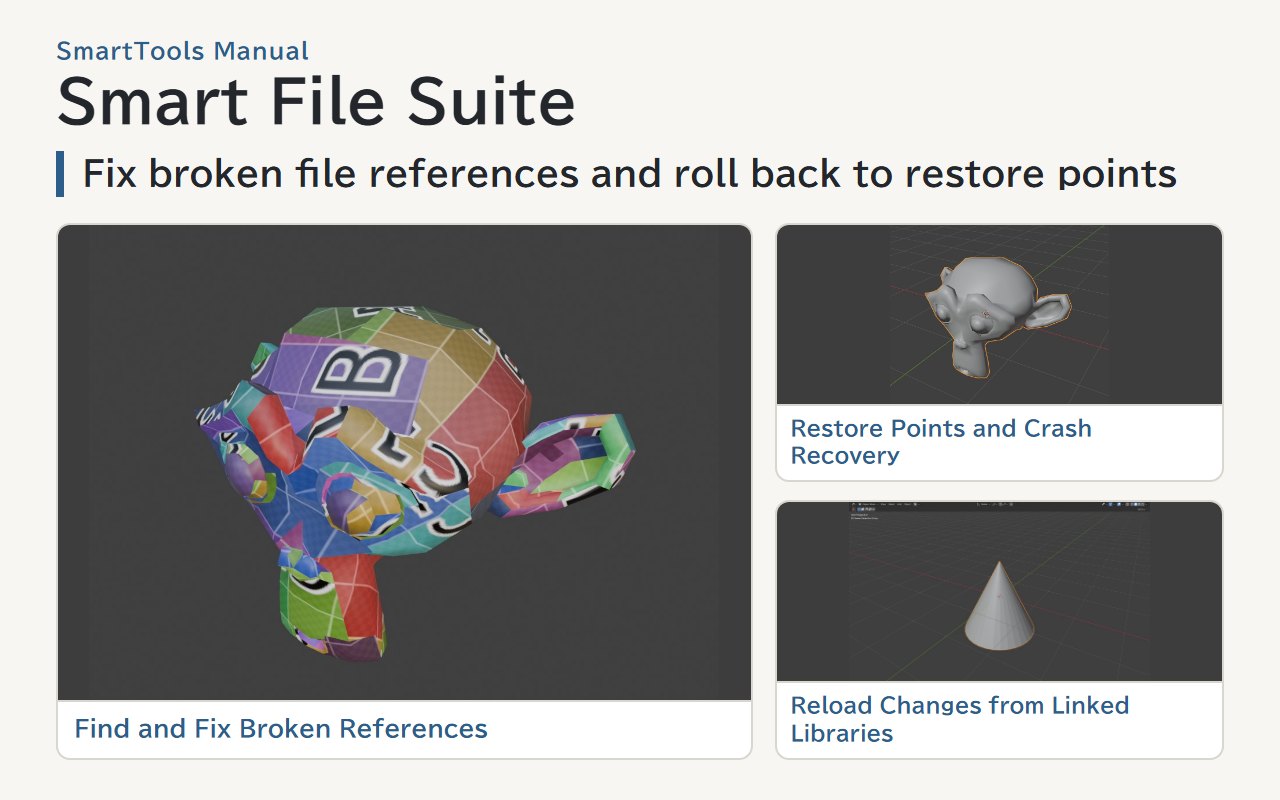 SmartTools Manual
Smart File Suite
Fix broken file references and roll back to restore points
B
Find and Fix Broken References
Restore Points and Crash
Recovery
Reload Changes from Linked
Libraries